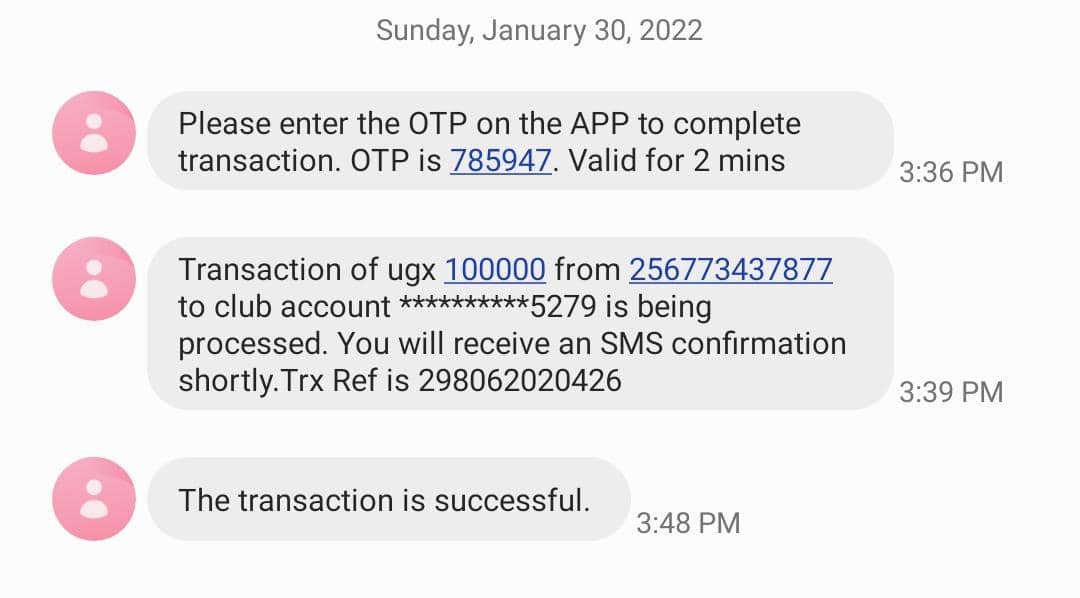 Sunday, January 30, 2022
Please enter the OTP on the APP to complete
transaction. OTP is 785947. Valid for 2 mins
3:36 PM
Transaction of ugx 100000 from 256773437877
to club account **********5279 is being
processed. You will receive an SMS confirmation
shortly.Trx Ref is 298062020426
3:39 PM
The transaction is successful.
3:48 PM